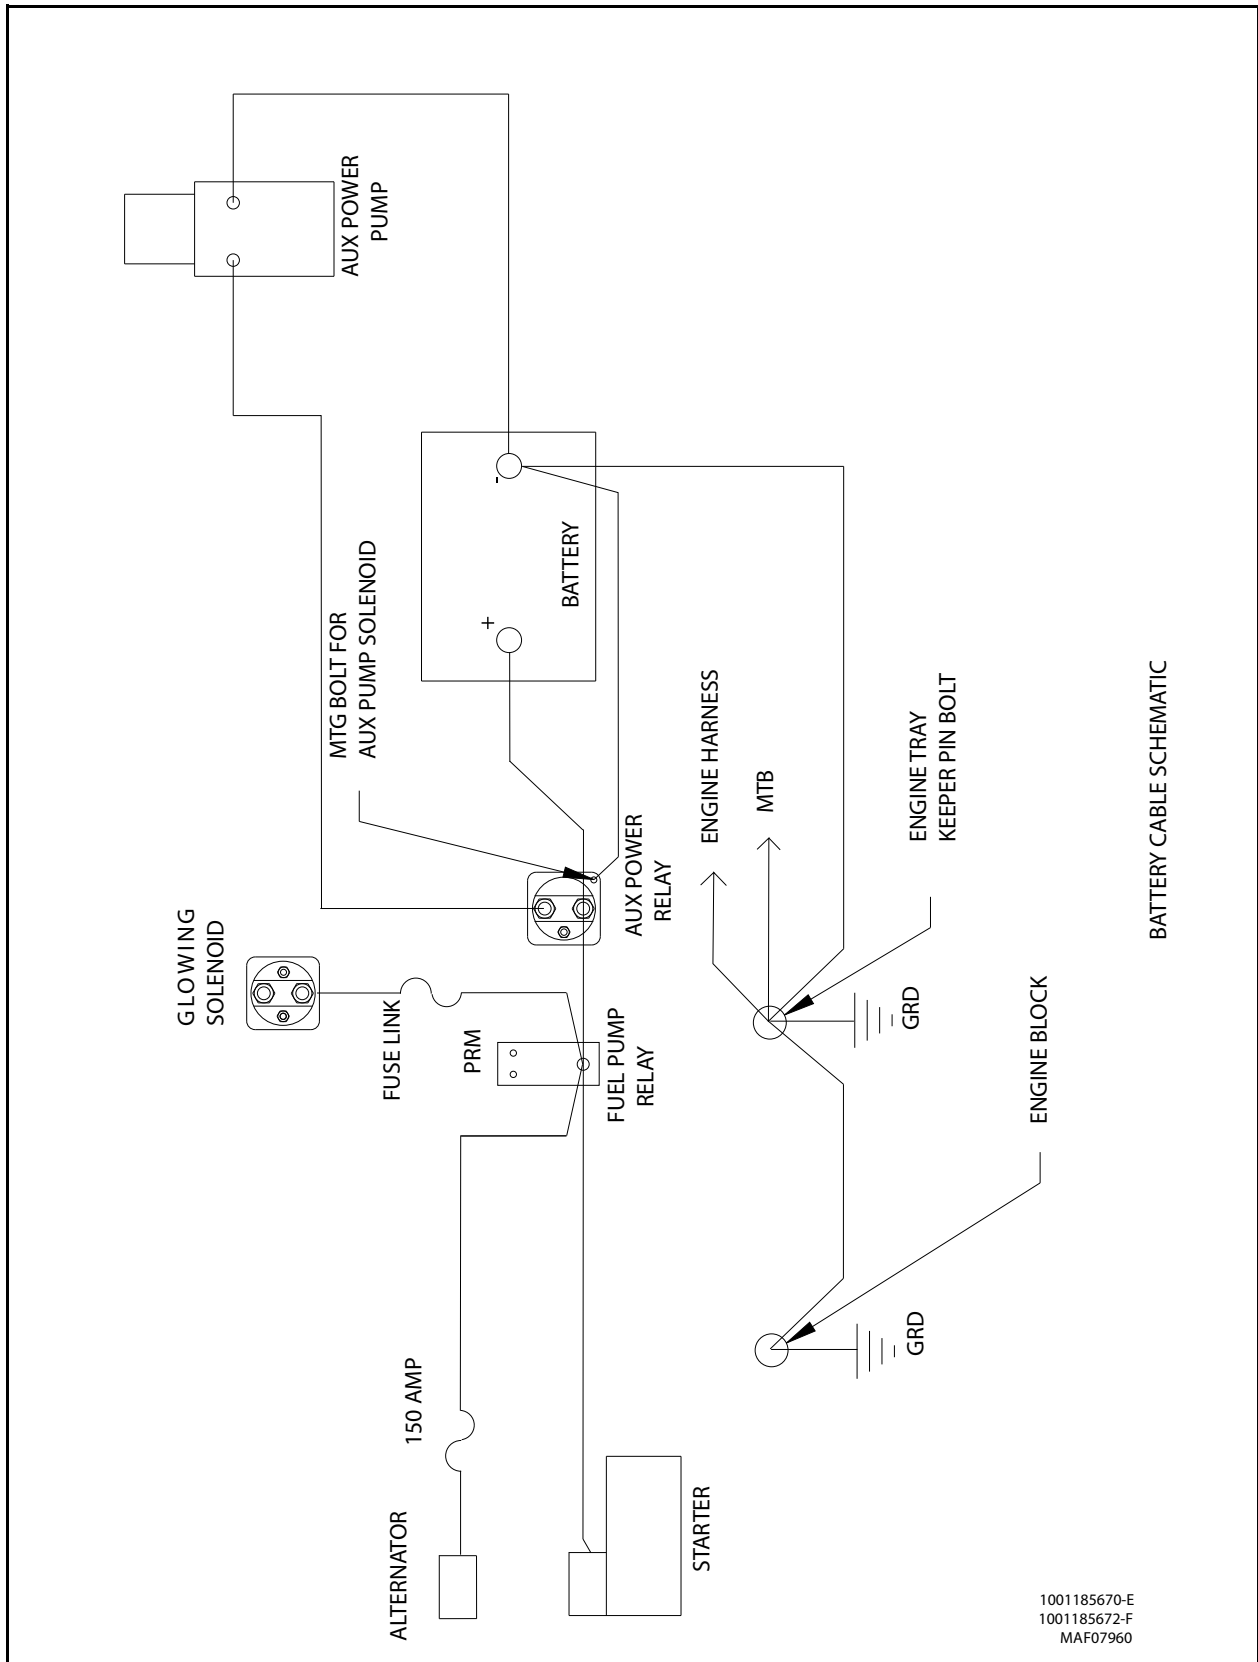 AUX POWER
PUMP
MTG BOLT FOR
AUX PUMP SOLENOID
-
BATTERY
+
GLOWING
SOLENOID
AUX POWER
RELAY
ENGINE HARNESS
MTB
ENGINE TRAY
KEEPER PIN BOLT
FUSE LINK
PRM
FUEL PUMP
RELAY
GRD
ENGINE BLOCK
150 AMP
GRD
ALTERNATOR
STARTER
BATTERY CABLE SCHEMATIC
1001185670-E
1001185672-F
MAF07960